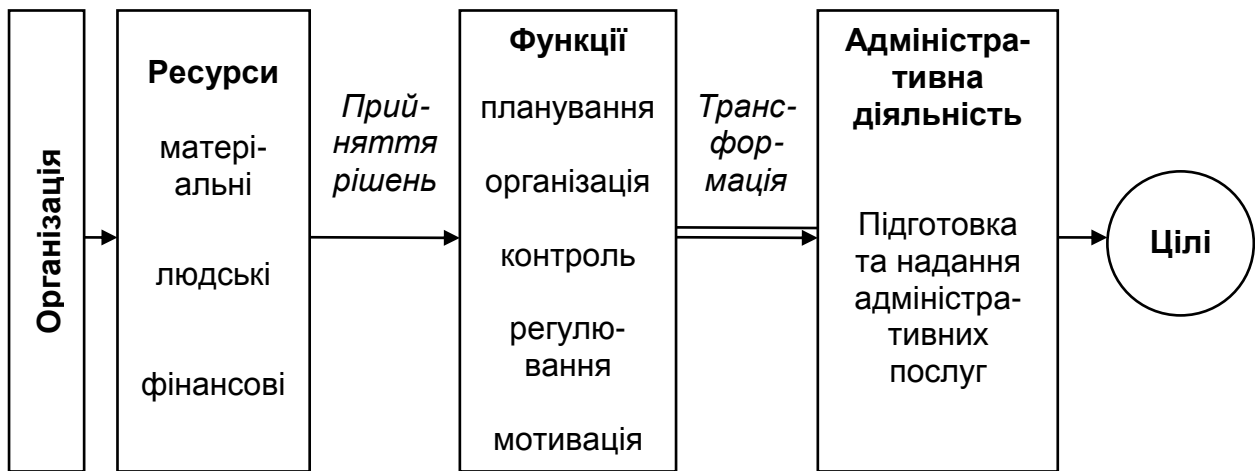 Організація
Ресурси
матері-
альні
людські
фінансові
Прий-
няття
рішень
Функції
планування
організація
контроль
регулю-
вання
мотивація
Транс-
фор-
мація
Адміністра-
тивна
діяльність
Підготовка
та надання
адміністра-
тивних
послуг
Цілі